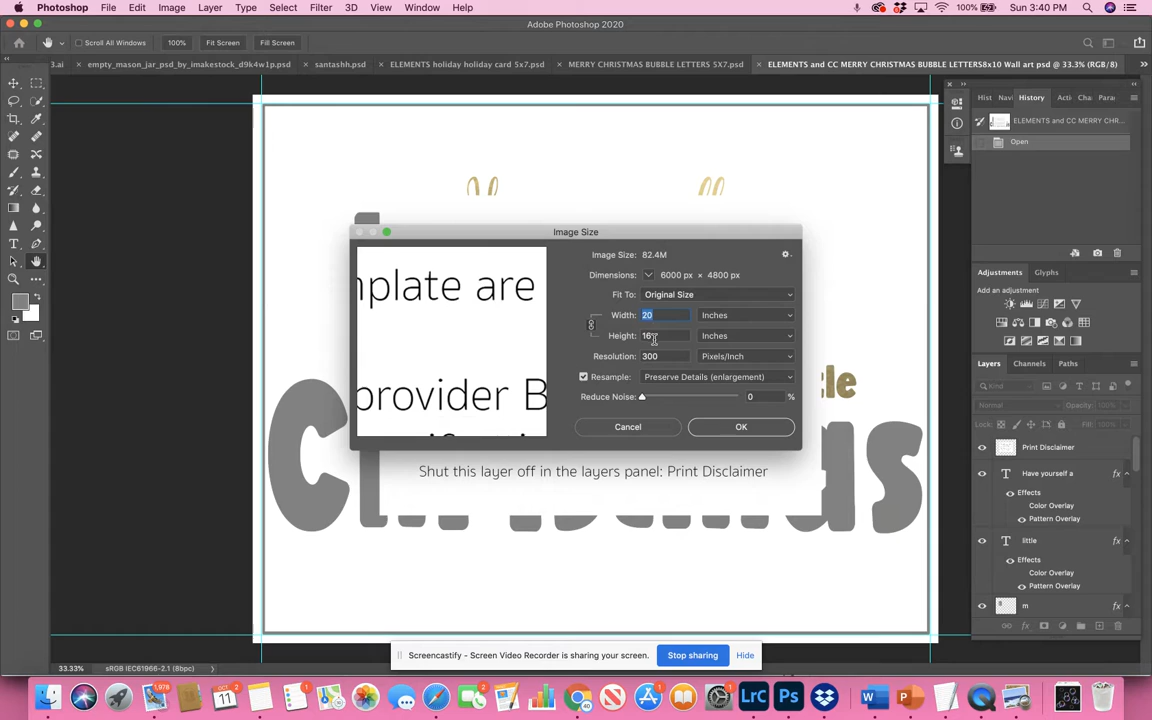 Photoshop File Edit Image Layer Type Select Filter 3D View Window Help 100% Sun 3:40 PM
Adobe Photoshop 2020
Scroll All Windows 100% Fit Screen Fill Screen
3.ai × empty_mason_jar_psd_by_imakestock_d9k4w1p.psd × santashh.psd × ELEMENTS holiday holiday card 5x7.psd × MERRY CHRISTMAS BUBBLE LETTERS 5X7.psd × ELEMENTS and CC MERRY CHRISTMAS BUBBLE LETTERS8x10 Wall art psd @ 33.3% (RGB/8)
Hist Navi History Acti Cha Para
ELEMENTS and CC MERRY CHR...
Open
Image Size
Image Size: 82.4M
Dimensions: 6000 px × 4800 px
Fit To: Original Size
Width: 20 Inches
Height: 16 Inches
Resolution: 300 Pixels/Inch
Resample: Preserve Details (enlargement)
Reduce Noise: 0 %
Cancel OK
nplate are
provider B
Shut this layer off in the layers panel: Print Disclaimer
Adjustments Glyphs
Add an adjustment
Layers Channels Paths
Kind
Normal Opacity: 100%
Lock: Fill: 100%
Print Disclaimer
Have yourself a
Effects
Color Overlay
Pattern Overlay
little
Effects
Color Overlay
Pattern Overlay
m
Screencastify - Screen Video Recorder is sharing your screen. Stop sharing Hide
33.33% sRGB IEC61966-2.1 (8bpc)